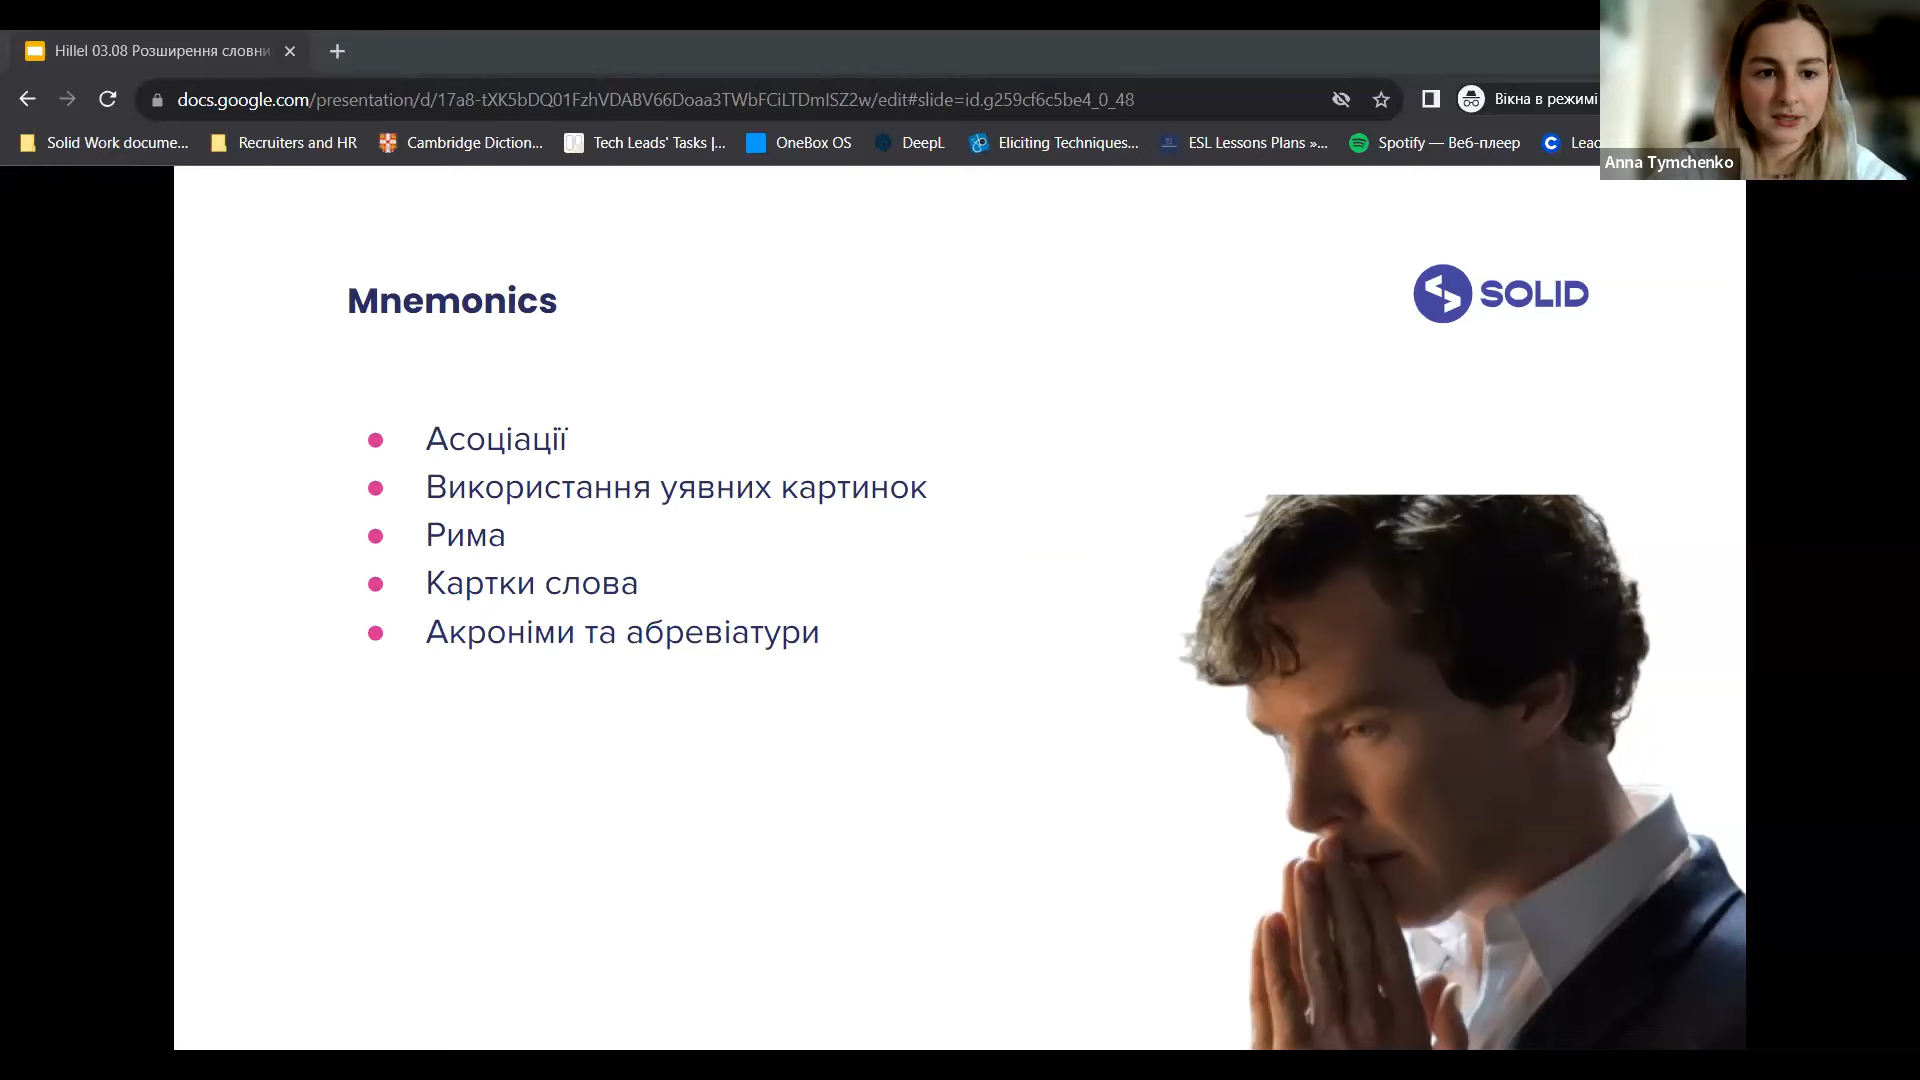 Hillel 03.08 Розширення словни
docs.google.com/presentation/d/17a8-tXK5bDQ01FzhVDABV66Doaa3TWbFCiLTDmISZ2w/edit#slide=id.g259cf6c5be4_0_48
Вікна в режимі
Solid Work docume... Recruiters and HR Cambridge Diction... Tech Leads' Tasks |... OneBox OS DeepL Eliciting Techniques... ESL Lessons Plans »... Spotify — Веб-плеер Leac
Anna Tymchenko
Mnemonics
SOLID
Асоціації
Використання уявних картинок
Рима
Картки слова
Акроніми та абревіатури